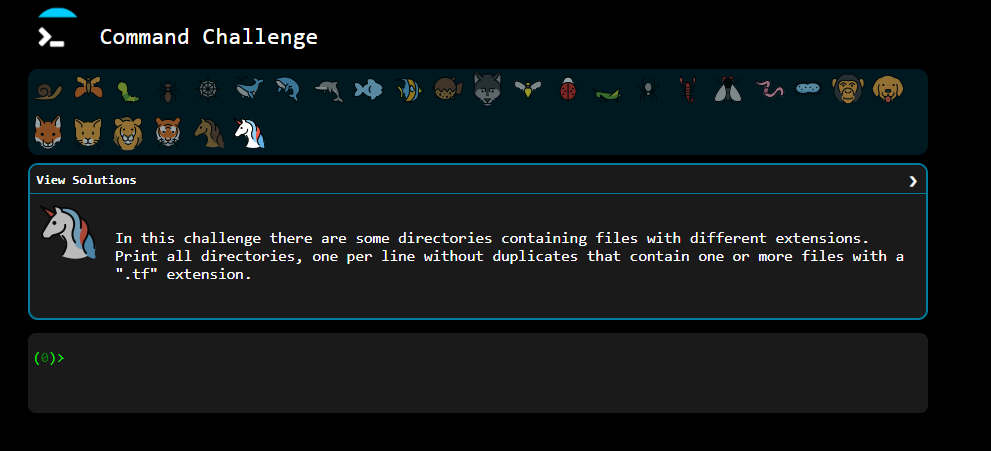 Command Challenge
View Solutions
In this challenge there are some directories containing files with different extensions.
Print all directories, one per line without duplicates that contain one or more files with a
".tf" extension.
(0)>